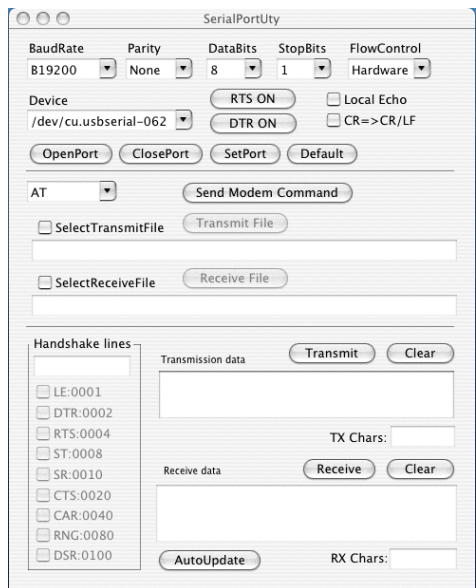 SerialPortUty
BaudRate Parity DataBits StopBits FlowControl
B19200 None 8 1 Hardware
Device
RTS ON
Local Echo
/dev/cu.usbserial-062
DTR ON
CR=>CR/LF
OpenPort ClosePort SetPort Default
AT
Send Modem Command
SelectTransmitFile
Transmit File
SelectReceiveFile
Receive File
Handshake lines
LE:0001
DTR:0002
RTS:0004
ST:0008
SR:0010
CTS:0020
CAR:0040
RNG:0080
DSR:0100
Transmission data
Transmit Clear
TX Chars:
Receive data
Receive Clear
AutoUpdate
RX Chars: